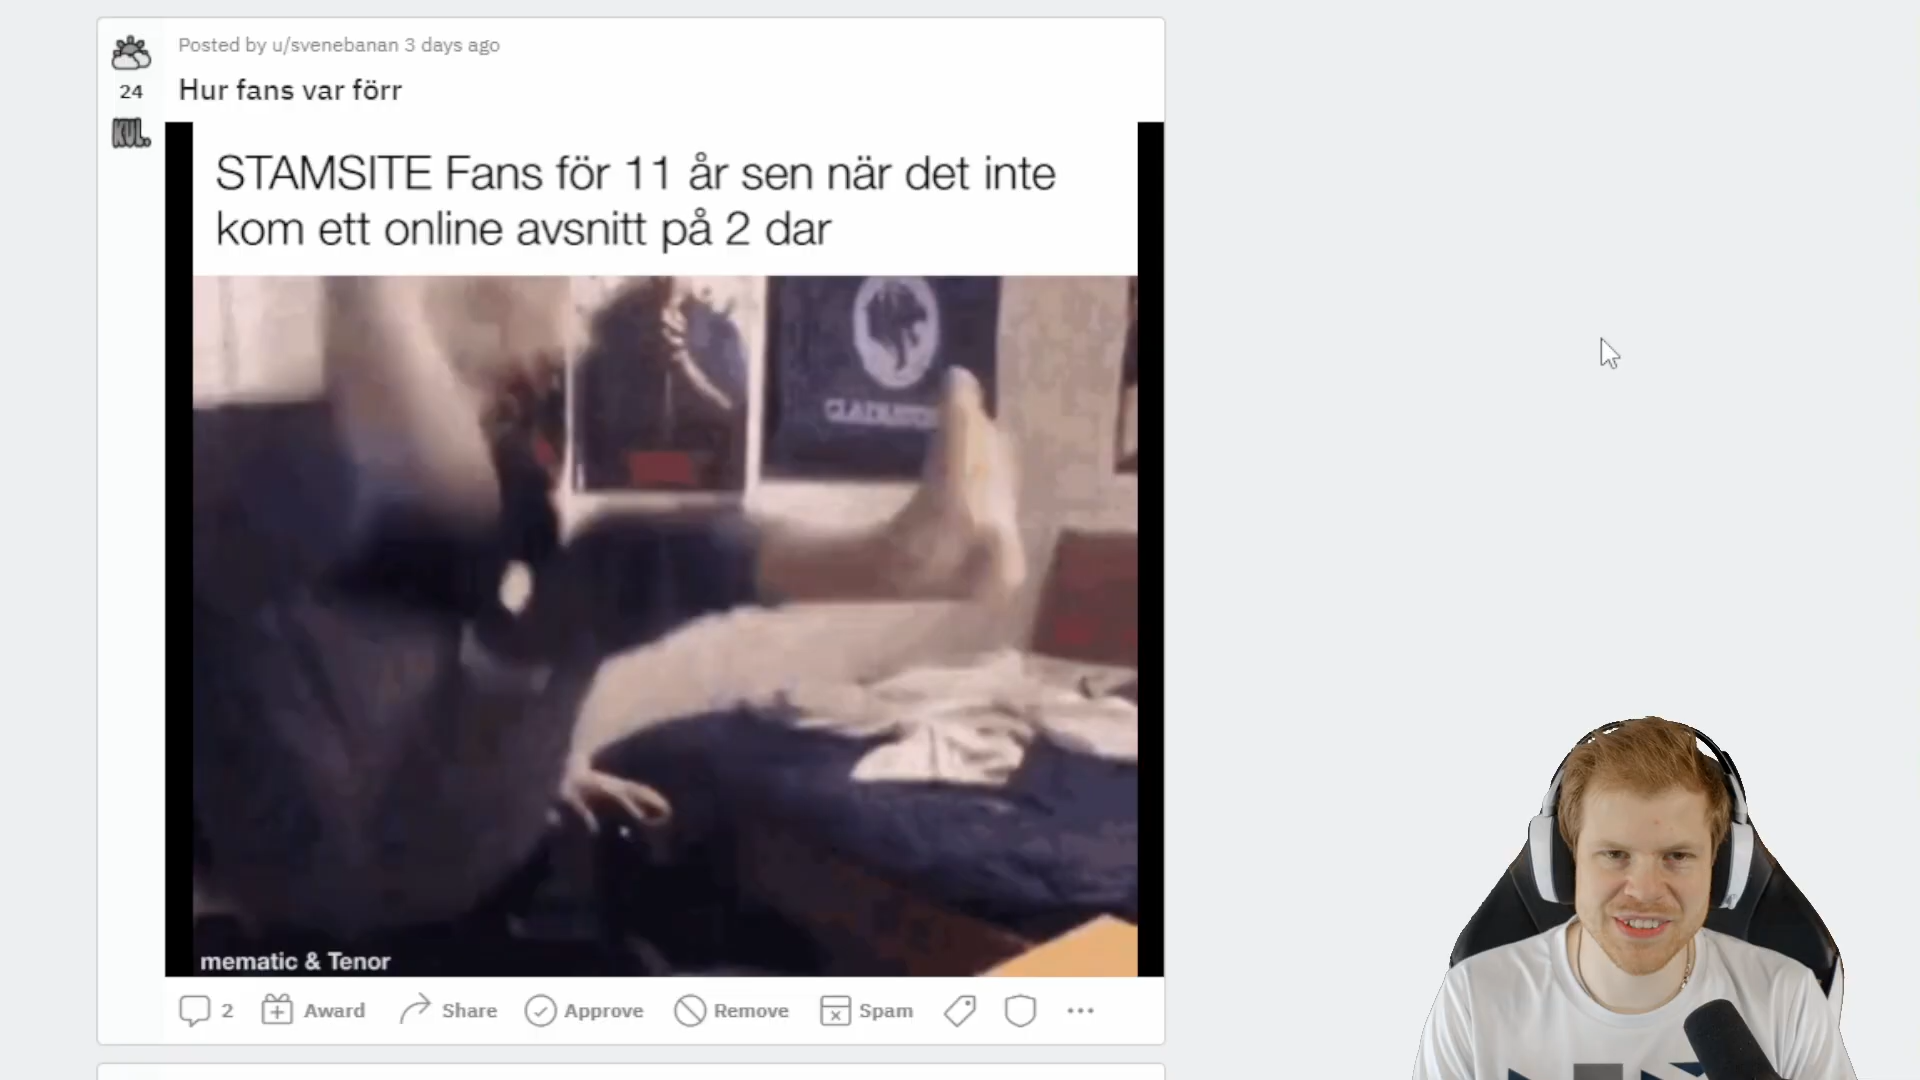 Posted by u/svenebanan 3 days ago
24
Hur fans var förr
KUL.
STAMSITE Fans för 11 år sen när det inte
kom ett online avsnitt på 2 dar
mematic & Tenor
2 Award Share Approve Remove Spam